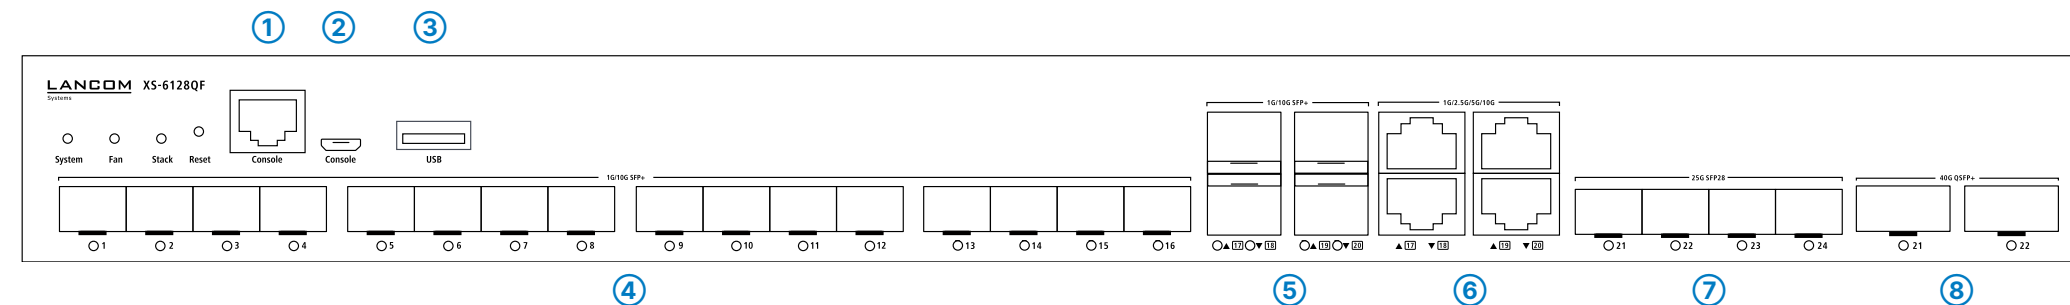 ① ② ③
LANCOM XS-6128QF
Systems
System Fan Stack Reset Console Console USB
1G/10G SFP+ 1G/2.5G/5G/10G
1G/10G SFP+ 25G SFP28 40G QSFP+
1 2 3 4 5 6 7 8 9 10 11 12 13 14 15 16 ▲17 ▼18 ▲19 ▼20 ▲17 ▼18 ▲19 ▼20 21 22 23 24 21 22
④ ⑤ ⑥ ⑦ ⑧